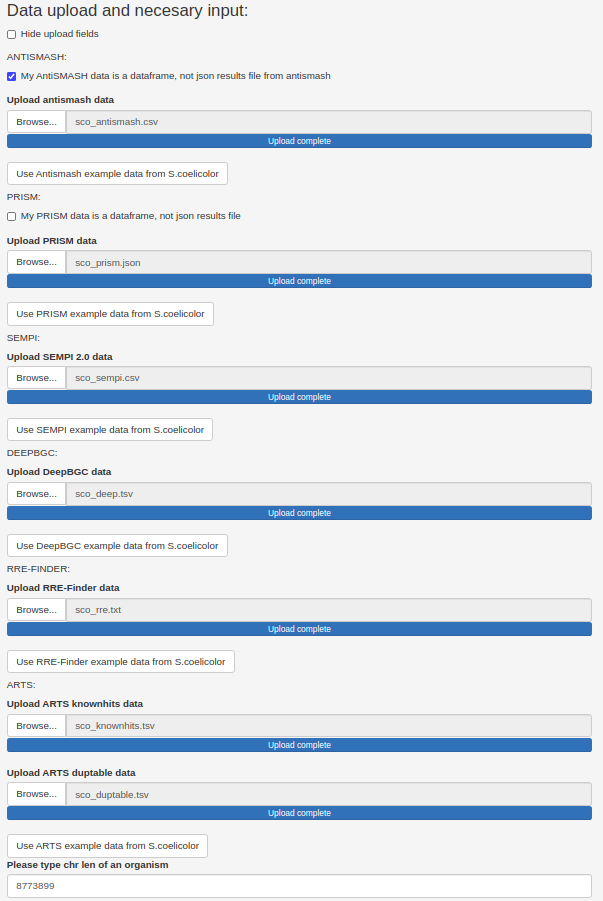 Data upload and necesary input:
Hide upload fields
ANTISMASH:
My AntiSMASH data is a dataframe, not json results file from antismash
Upload antismash data
Browse... sco_antismash.csv
Upload complete
Use Antismash example data from S.coelicolor
PRISM:
My PRISM data is a dataframe, not json results file
Upload PRISM data
Browse... sco_prism.json
Upload complete
Use PRISM example data from S.coelicolor
SEMPI:
Upload SEMPI 2.0 data
Browse... sco_sempi.csv
Upload complete
Use SEMPI example data from S.coelicolor
DEEPBGC:
Upload DeepBGC data
Browse... sco_deep.tsv
Upload complete
Use DeepBGC example data from S.coelicolor
RRE-FINDER:
Upload RRE-Finder data
Browse... sco_rre.txt
Upload complete
Use RRE-Finder example data from S.coelicolor
ARTS:
Upload ARTS knownhits data
Browse... sco_knownhits.tsv
Upload complete
Upload ARTS duptable data
Browse... sco_duptable.tsv
Upload complete
Use ARTS example data from S.coelicolor
Please type chr len of an organism
8773899